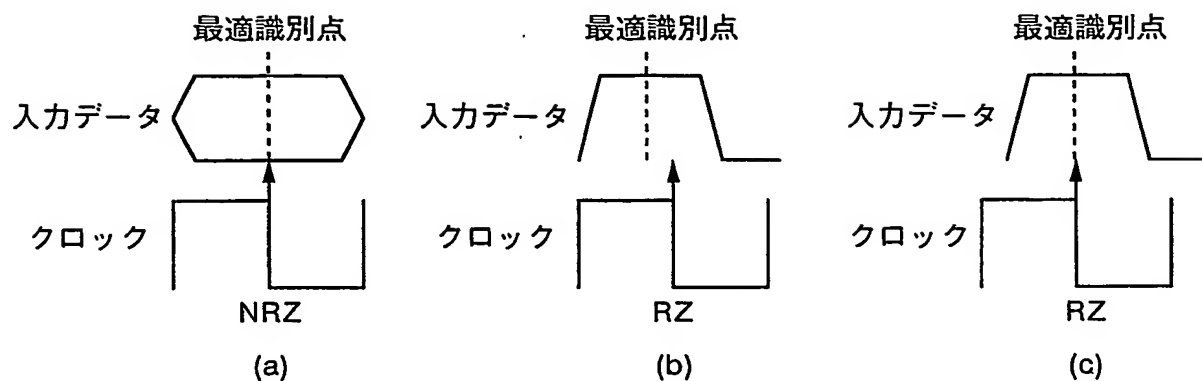 最適識別点
入力データ
クロック
NRZ
(a)
最適識別点
入力データ
クロック
RZ
(b)
最適識別点
入力データ
クロック
RZ
(c)